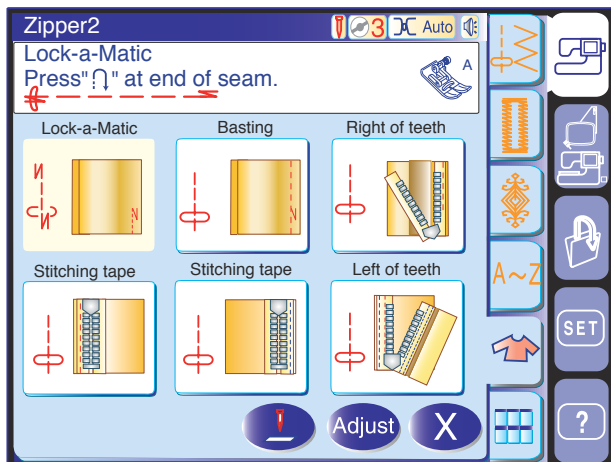 Zipper2
3 Auto
Lock-a-Matic
Press"⋂" at end of seam.
A
Lock-a-Matic Basting Right of teeth
Stitching tape Stitching tape Left of teeth
A~Z
SET
?
Adjust X